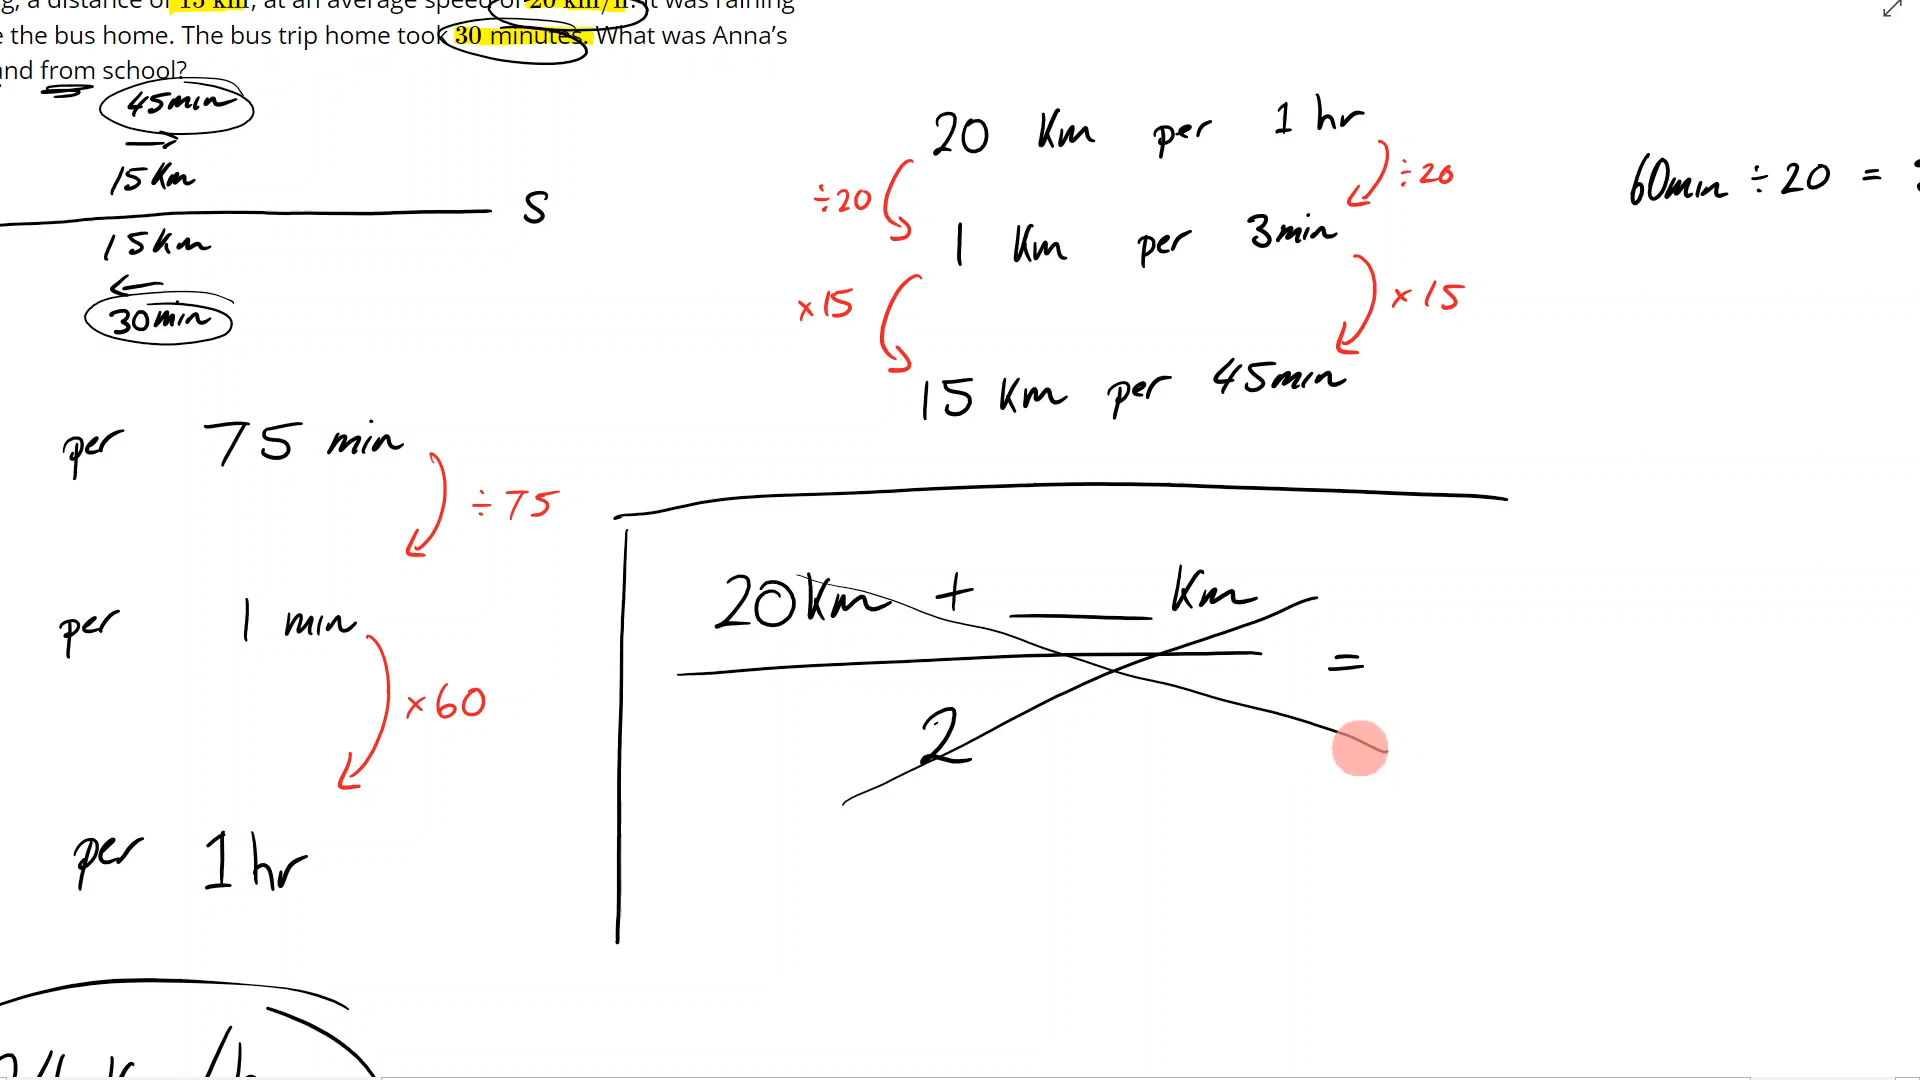 a distance of 15 km, at an average speed of 20 km/h. It was raining
the bus home. The bus trip home took 30 minutes. What was Anna's
and from school?
45min
15 Km
S
15 Km
30min
20 Km per 1 hr
÷20 ÷20
1 Km per 3min
×15 ×15
15 Km per 45min
60min ÷ 20 =
per 75 min
÷75
per 1 min
×60
per 1 hr
20Km + ___ Km
=
2